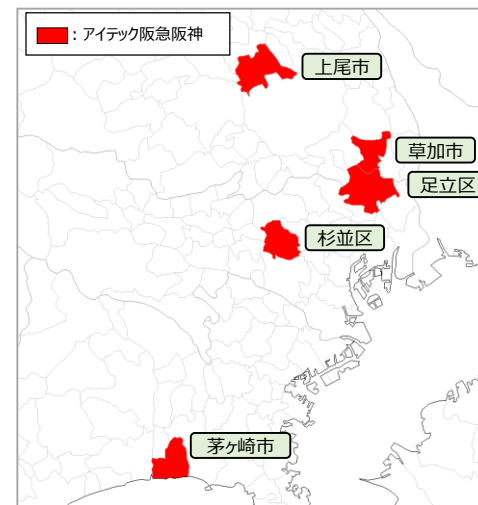 ：アイテック阪急阪神
上尾市
草加市
足立区
杉並区
茅ヶ崎市